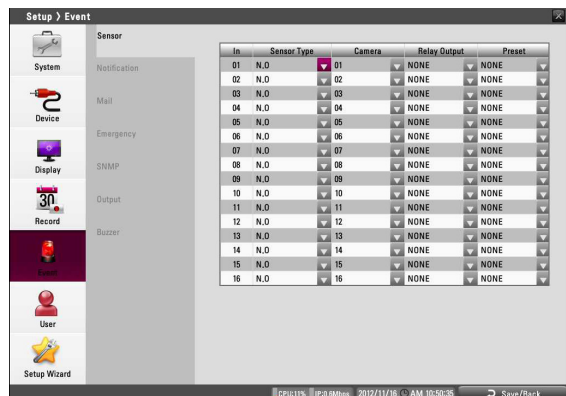 Setup > Event
System
Device
Display
30
Record
Event
User
Setup Wizard
Sensor
Notification
Mail
Emergency
SNMP
Output
Buzzer
In Sensor Type Camera Relay Output Preset
01 N.O 01 NONE NONE
02 N.O 02 NONE NONE
03 N.O 03 NONE NONE
04 N.O 04 NONE NONE
05 N.O 05 NONE NONE
06 N.O 06 NONE NONE
07 N.O 07 NONE NONE
08 N.O 08 NONE NONE
09 N.O 09 NONE NONE
10 N.O 10 NONE NONE
11 N.O 11 NONE NONE
12 N.O 12 NONE NONE
13 N.O 13 NONE NONE
14 N.O 14 NONE NONE
15 N.O 15 NONE NONE
16 N.O 16 NONE NONE
CPU:11% IP:0.6Mbps 2012/11/16 AM 10:50:35 Save/Back